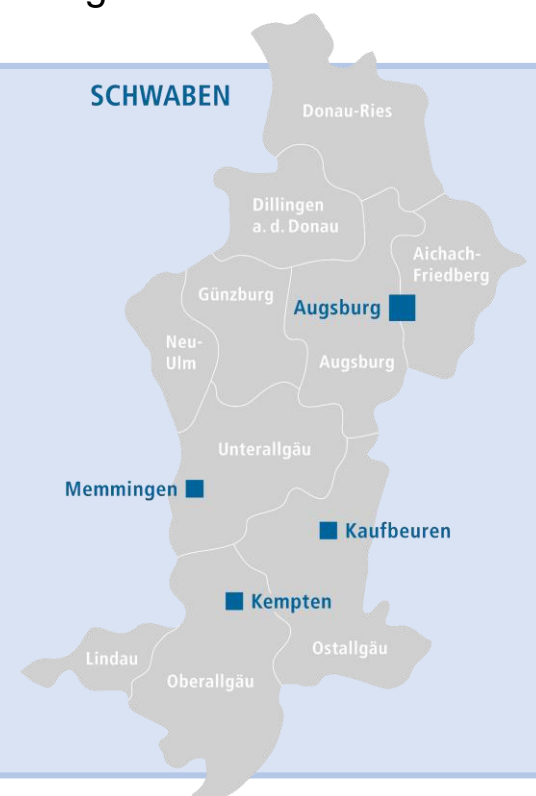 SCHWABEN
Donau-Ries
Dillingen
a. d. Donau
Aichach-
Friedberg
Günzburg
Augsburg
Neu-
Ulm
Augsburg
Unterallgäu
Memmingen
Kaufbeuren
Kempten
Ostallgäu
Lindau
Oberallgäu